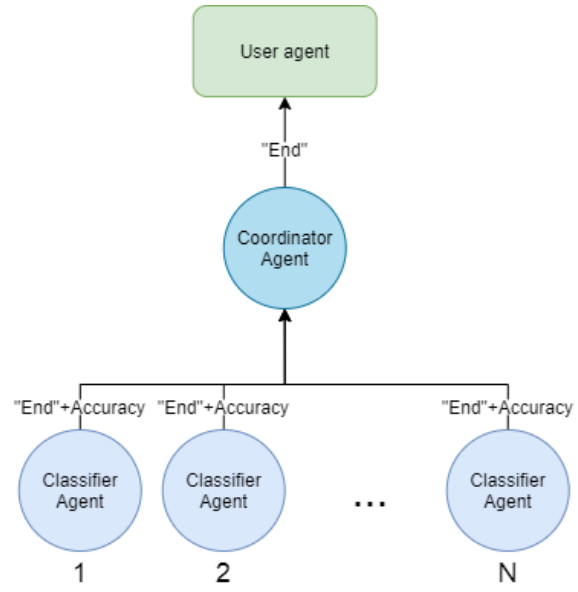 User agent
"End"
Coordinator
Agent
"End"+Accuracy "End"+Accuracy "End"+Accuracy
Classifier Classifier Classifier
Agent Agent ... Agent
1 2 N